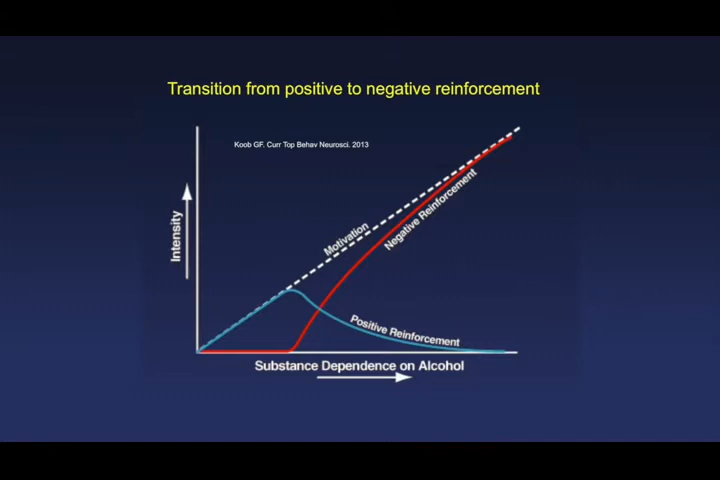 Transition from positive to negative reinforcement
Koob GF. Curr Top Behav Neurosci. 2013
Intensity
Motivation
Negative Reinforcement
Positive Reinforcement
Substance Dependence on Alcohol